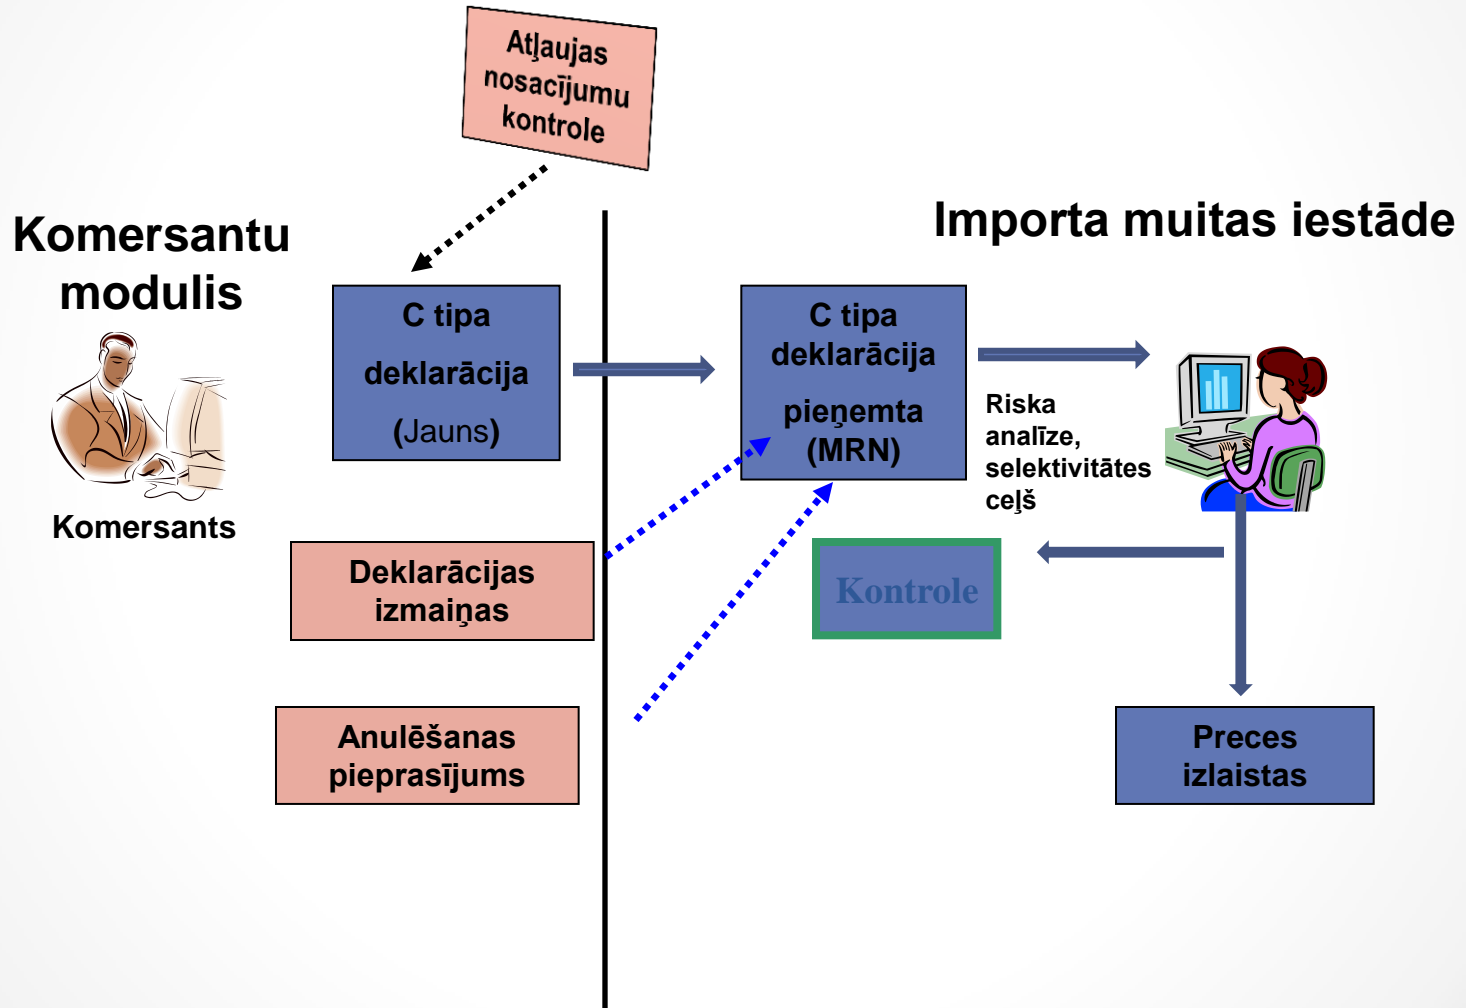 Atļaujas
nosacījumu
kontrole
Komersantu
modulis
Importa muitas iestāde
C tipa
deklarācija
(Jauns)
C tipa
deklarācija
pieņemta
(MRN)
Riska
analīze,
selektivitātes
ceļš
Komersants
Deklarācijas
izmaiņas
Kontrole
Anulēšanas
pieprasījums
Preces
izlaistas